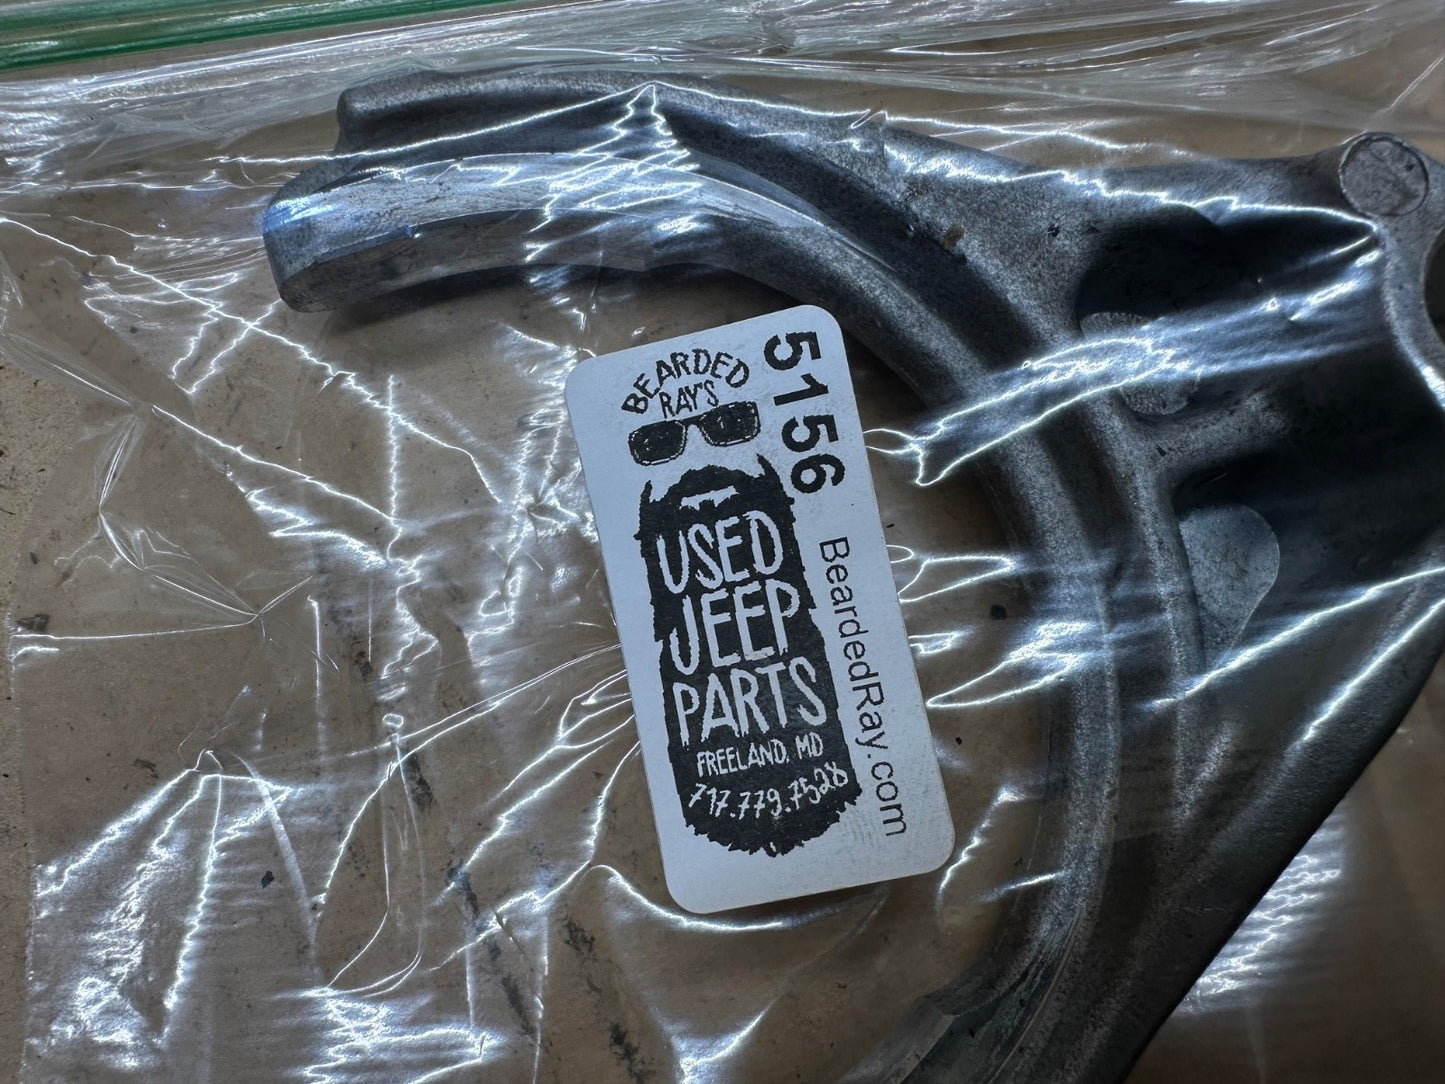 BEARDED
RAY'S
USED
JEEP
PARTS
FREELAND, MD
717.779.7528
5156
BeardedRay.com